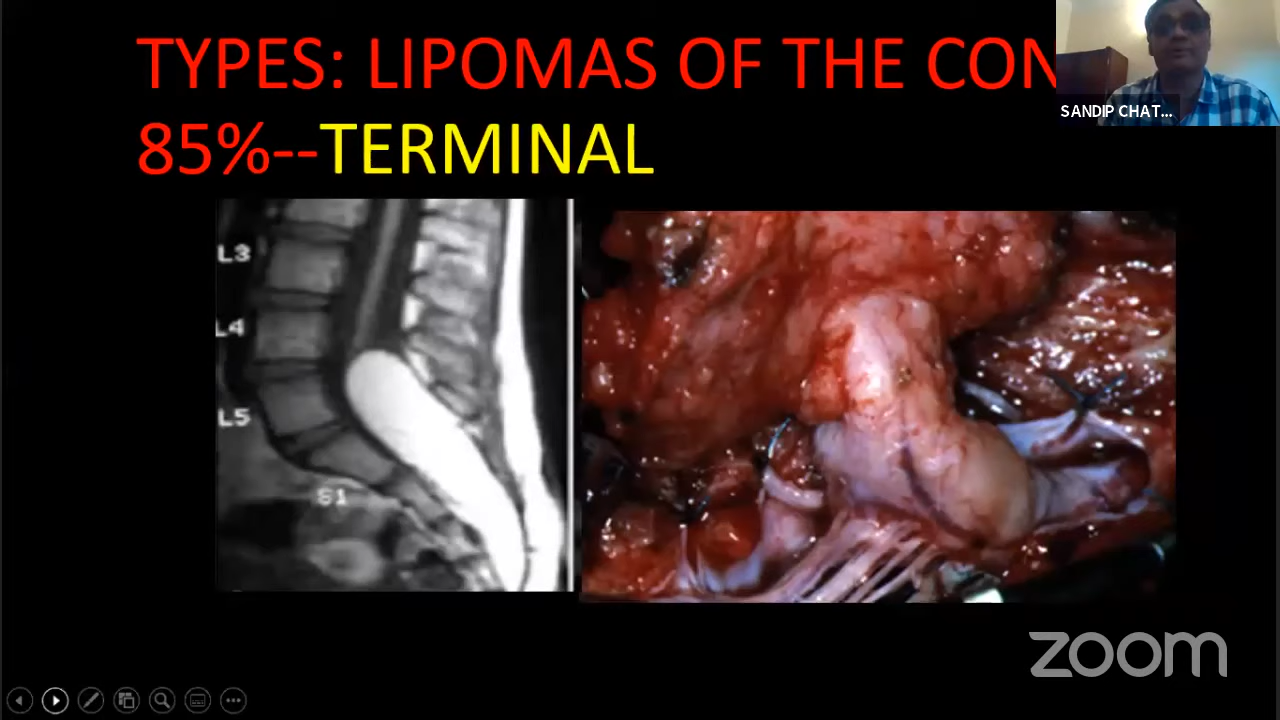 TYPES: LIPOMAS OF THE CON
85%--TERMINAL
SANDIP CHAT...
L3
L4
L5
S1
zoom